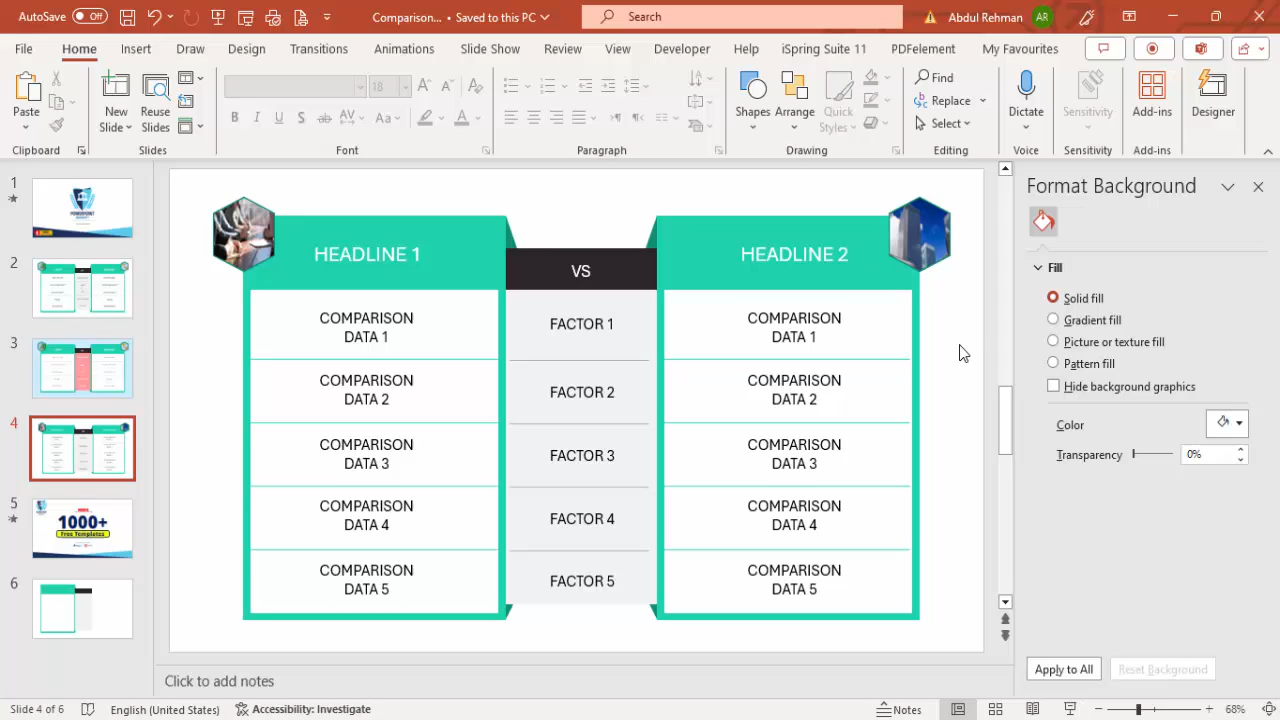 AutoSave Off Comparison... • Saved to this PC Search Abdul Rehman AR
File Home Insert Draw Design Transitions Animations Slide Show Review View Developer Help iSpring Suite 11 PDFelement My Favourites
Paste
New Slide
Reuse Slides
18
Shapes
Arrange
Quick Styles
Find
Replace
Select
Dictate
Sensitivity
Add-ins
Designer
Clipboard Slides Font Paragraph Drawing Editing Voice Sensitivity Add-ins
1
2
3
4
5
1000+
Free Templates
6
HEADLINE 1
VS
HEADLINE 2
COMPARISON
DATA 1
FACTOR 1
COMPARISON
DATA 1
COMPARISON
DATA 2
FACTOR 2
COMPARISON
DATA 2
COMPARISON
DATA 3
FACTOR 3
COMPARISON
DATA 3
COMPARISON
DATA 4
FACTOR 4
COMPARISON
DATA 4
COMPARISON
DATA 5
FACTOR 5
COMPARISON
DATA 5
Click to add notes
Format Background
Fill
Solid fill
Gradient fill
Picture or texture fill
Pattern fill
Hide background graphics
Color
Transparency 0%
Apply to All Reset Background
Slide 4 of 6 English (United States) Accessibility: Investigate Notes 68%